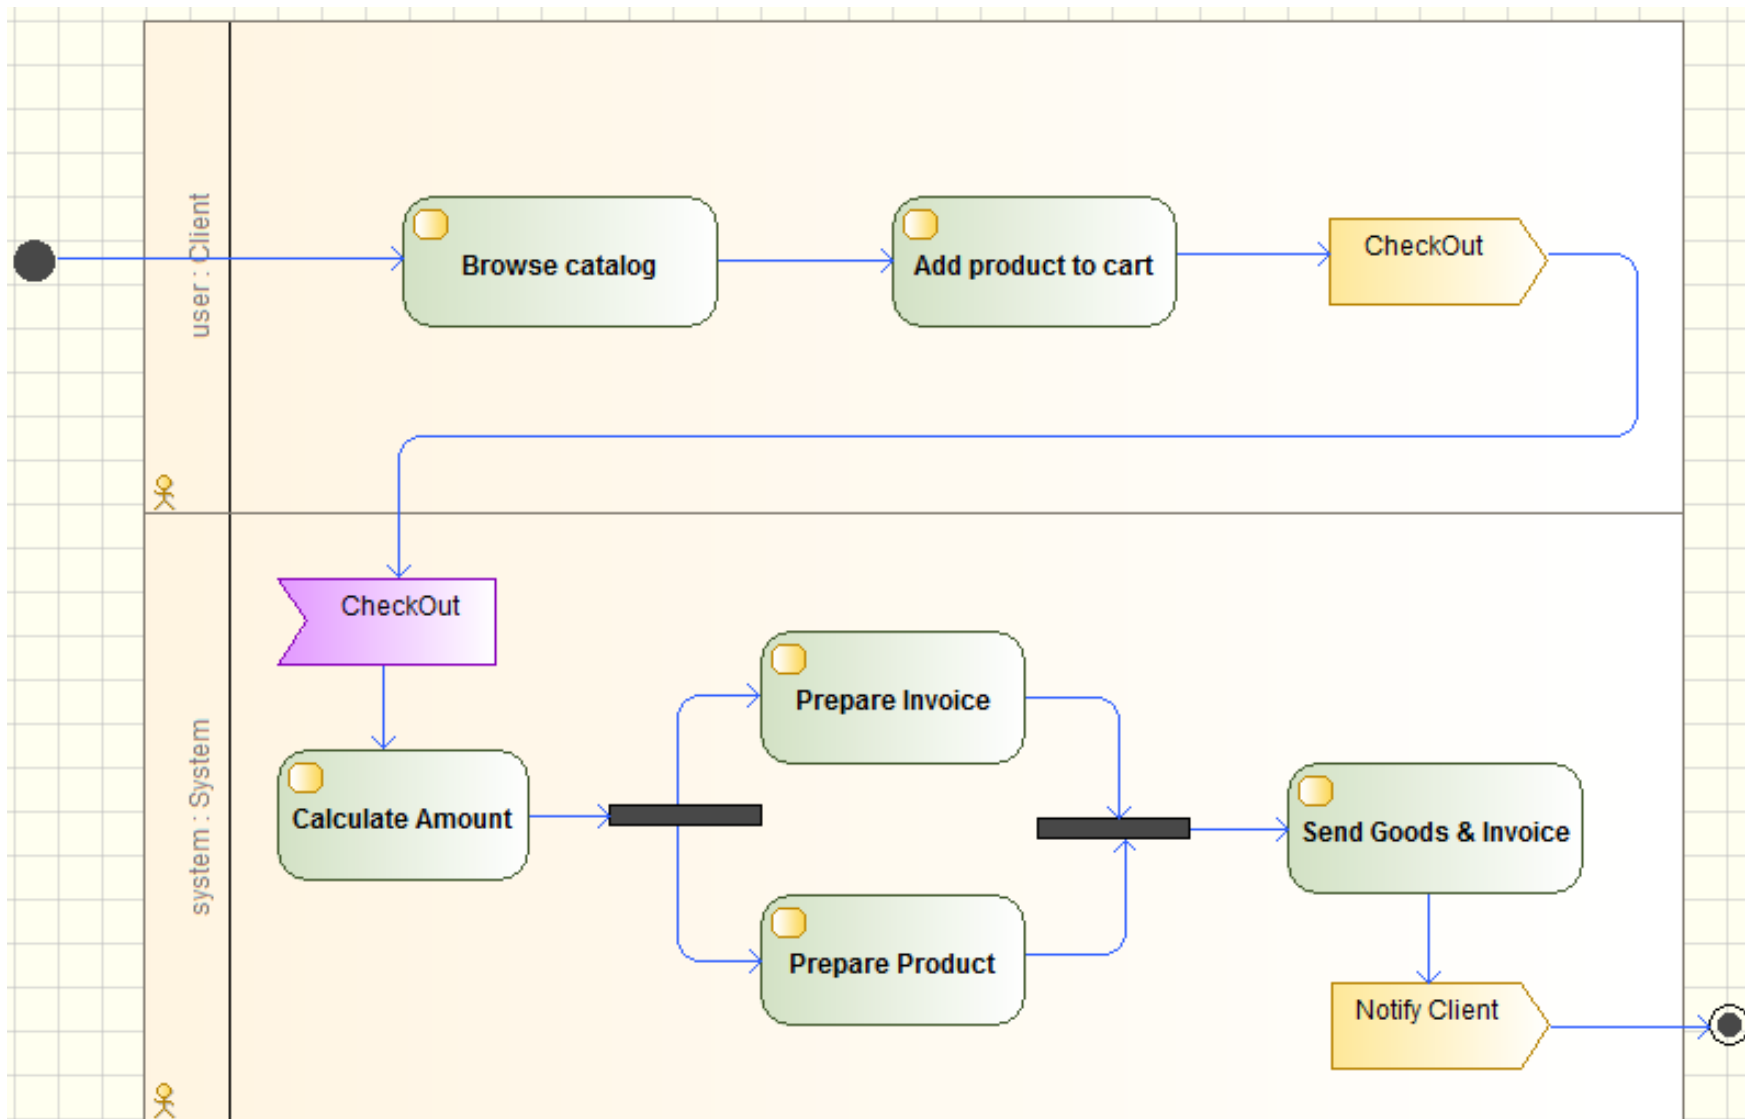 user : Client
Browse catalog
Add product to cart
CheckOut
system : System
CheckOut
Calculate Amount
Prepare Invoice
Prepare Product
Send Goods & Invoice
Notify Client